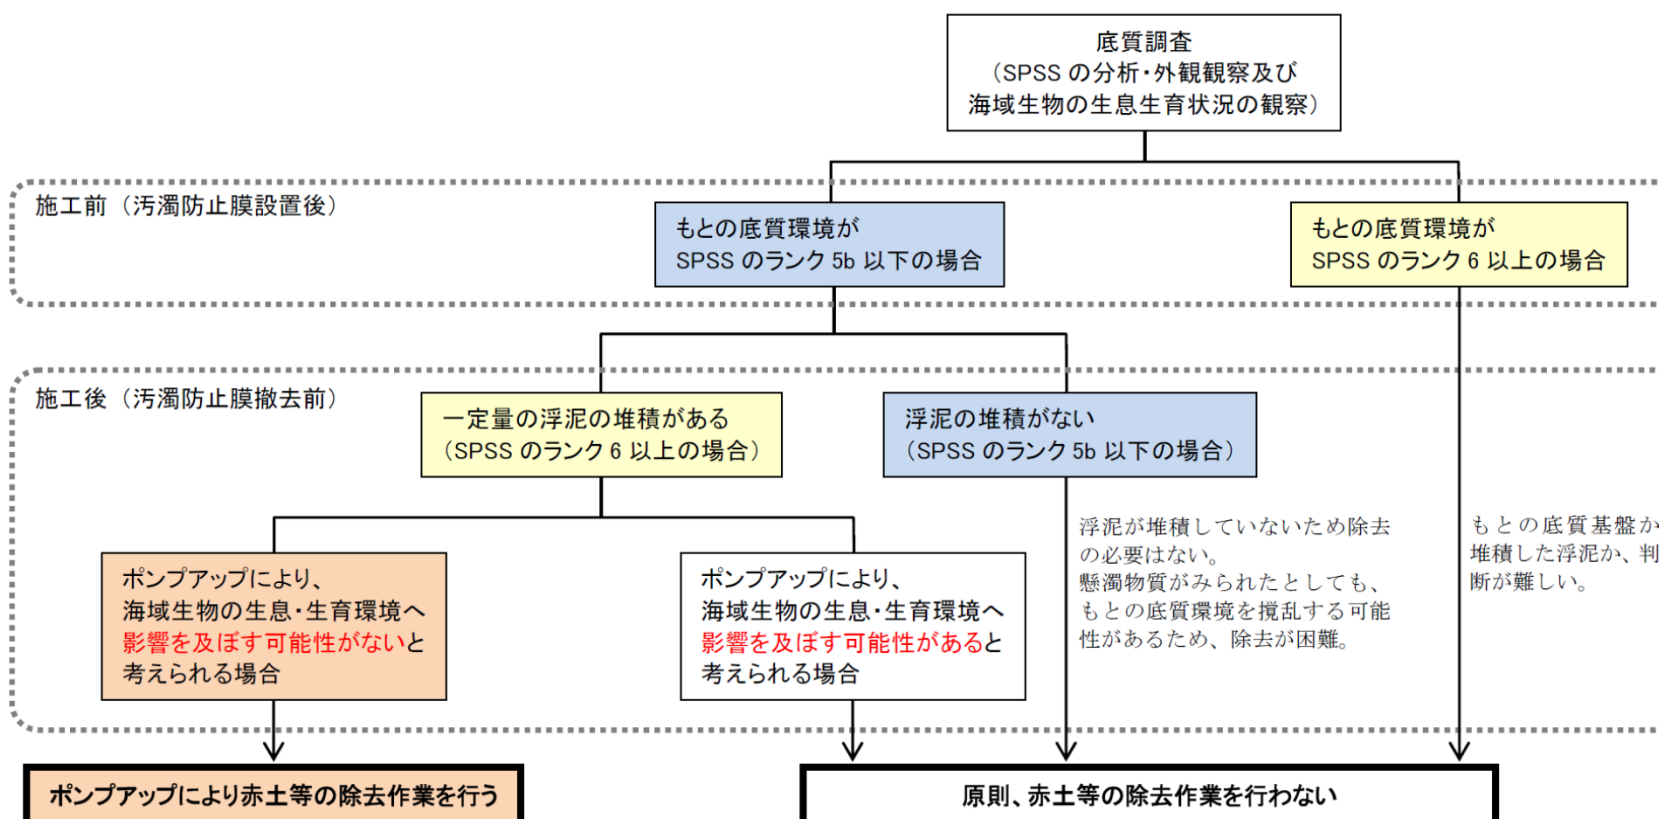 底質調査
（SPSS の分析・外観観察及び
海域生物の生息生育状況の観察）
施工前（汚濁防止膜設置後）
もとの底質環境が
SPSS のランク 5b 以下の場合
もとの底質環境が
SPSS のランク 6 以上の場合
施工後（汚濁防止膜撤去前）
一定量の浮泥の堆積がある
（SPSS のランク 6 以上の場合）
浮泥の堆積がない
（SPSS のランク 5b 以下の場合）
ポンプアップにより、
海域生物の生息・生育環境へ
影響を及ぼす可能性がないと
考えられる場合
ポンプアップにより、
海域生物の生息・生育環境へ
影響を及ぼす可能性があると
考えられる場合
浮泥が堆積していないため除去
の必要はない。
懸濁物質がみられたとしても、
もとの底質環境を撹乱する可能
性があるため、除去が困難。
もとの底質基盤か
堆積した浮泥か、判
断が難しい。
ポンプアップにより赤土等の除去作業を行う
原則、赤土等の除去作業を行わない